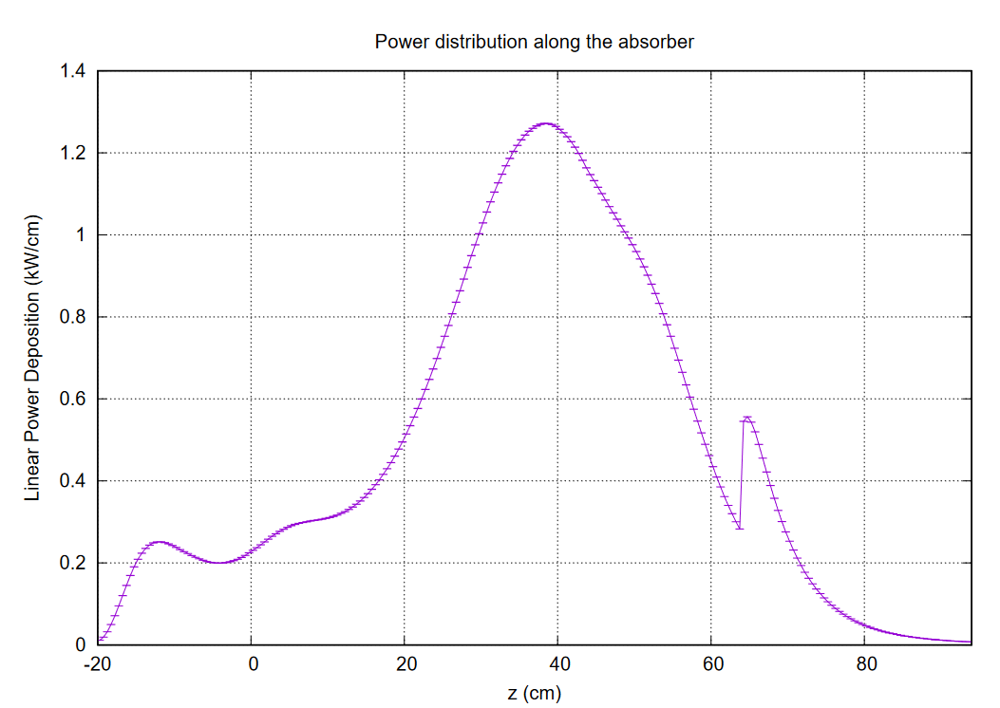 Power distribution along the absorber
1.4
1.2
1
0.8
0.6
0.4
0.2
0
Linear Power Deposition (kW/cm)
-20 0 20 40 60 80
z (cm)